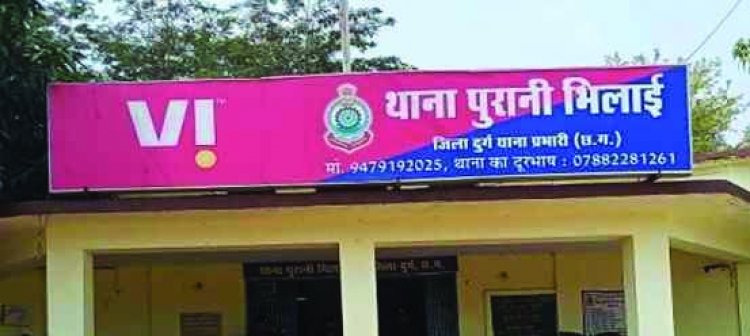 VI
थाना पुरानी भिलाई
जिला दुर्ग थाना प्रभारी (छ.ग.)
मो. 9479192025, थाना का दूरभाष : 07882281261
थाना पुरानी जिला दुर्ग, छ.ग.